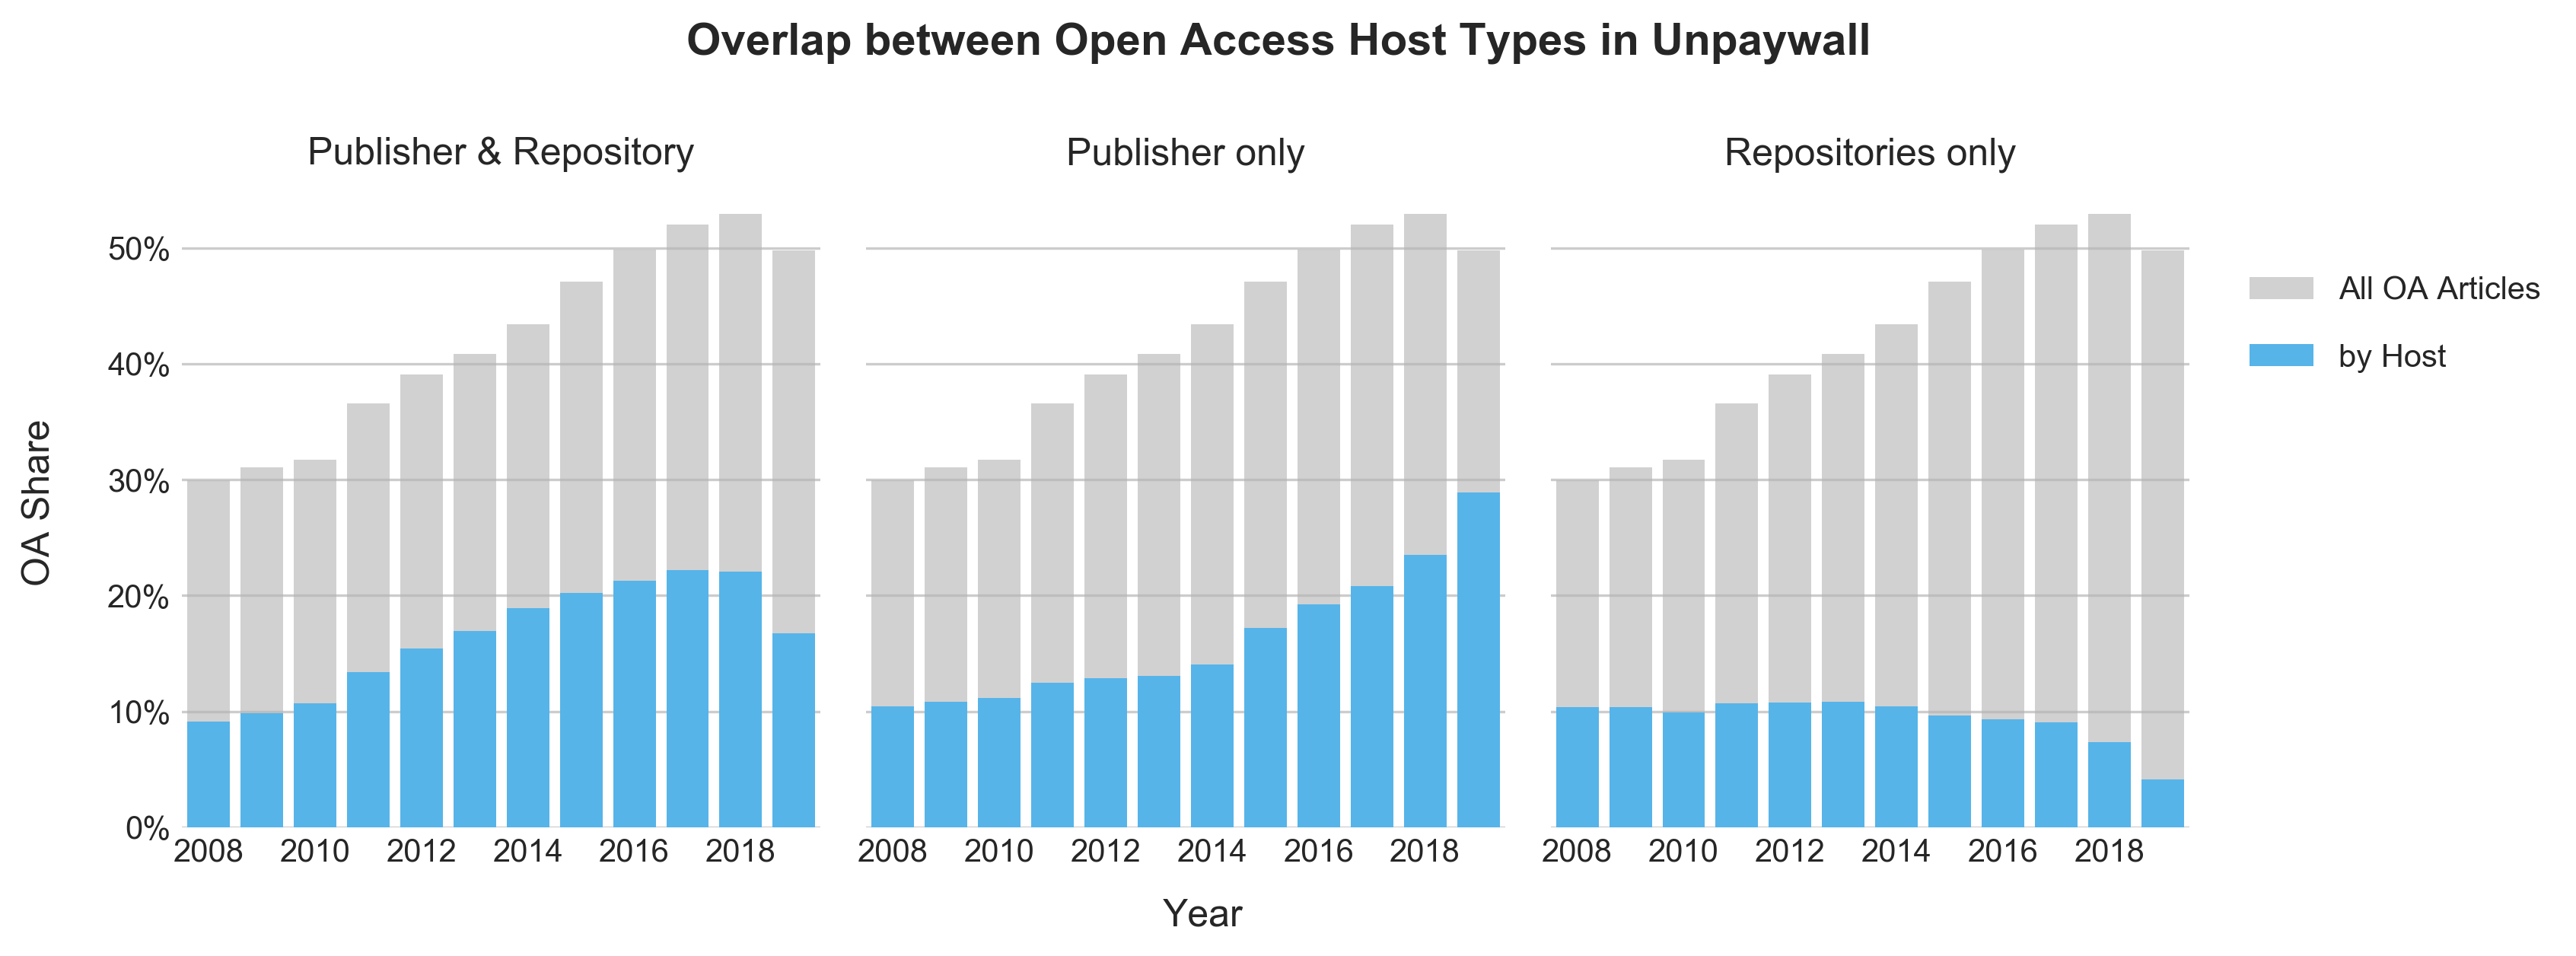 Overlap between Open Access Host Types in Unpaywall
Publisher & Repository
Publisher only
Repositories only
50%
40%
30%
20%
10%
0%
OA Share
2008 2010 2012 2014 2016 2018
2008 2010 2012 2014 2016 2018
2008 2010 2012 2014 2016 2018
Year
All OA Articles
by Host